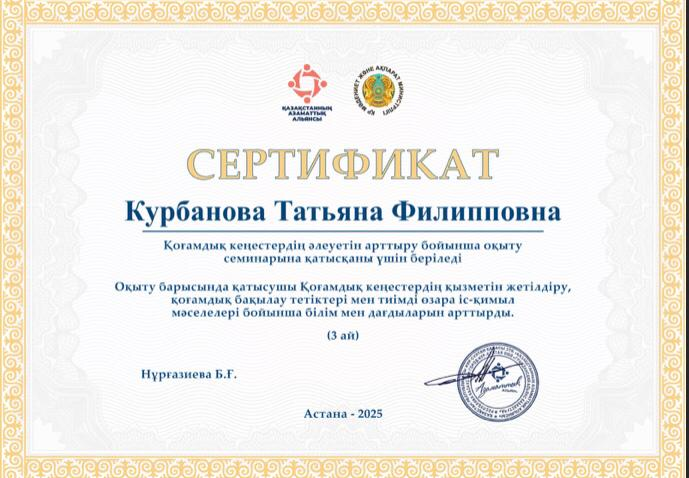 ҚАЗАҚСТАННЫҢ
АЗАМАТТЫҚ
АЛЬЯНСЫ
ҚР МӘДЕНИЕТ ЖӘНЕ АҚПАРАТ МИНИСТРЛІГІ
СЕРТИФИКАТ
Курбанова Татьяна Филипповна
Қоғамдық кеңестердің әлеуетін арттыру бойынша оқыту
семинарына қатысқаны үшін беріледі
Оқыту барысында қатысушы Қоғамдық кеңестердің қызметін жетілдіру,
қоғамдық бақылау тетіктері мен тиімді өзара іс-қимыл
мәселелері бойынша білім мен дағдыларын арттырды.
(3 ай)
Нұрғазиева Б.Ғ.
Астана - 2025